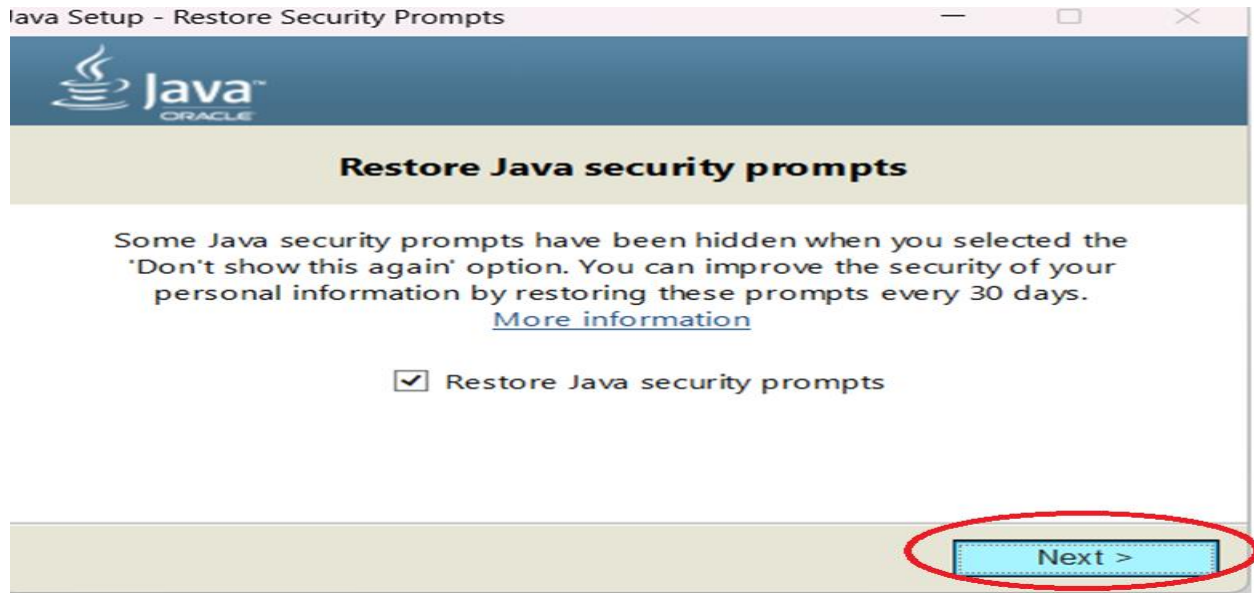 Java Setup - Restore Security Prompts
Java™
ORACLE
Restore Java security prompts
Some Java security prompts have been hidden when you selected the
'Don't show this again' option. You can improve the security of your
personal information by restoring these prompts every 30 days.
More information
Restore Java security prompts
Next >